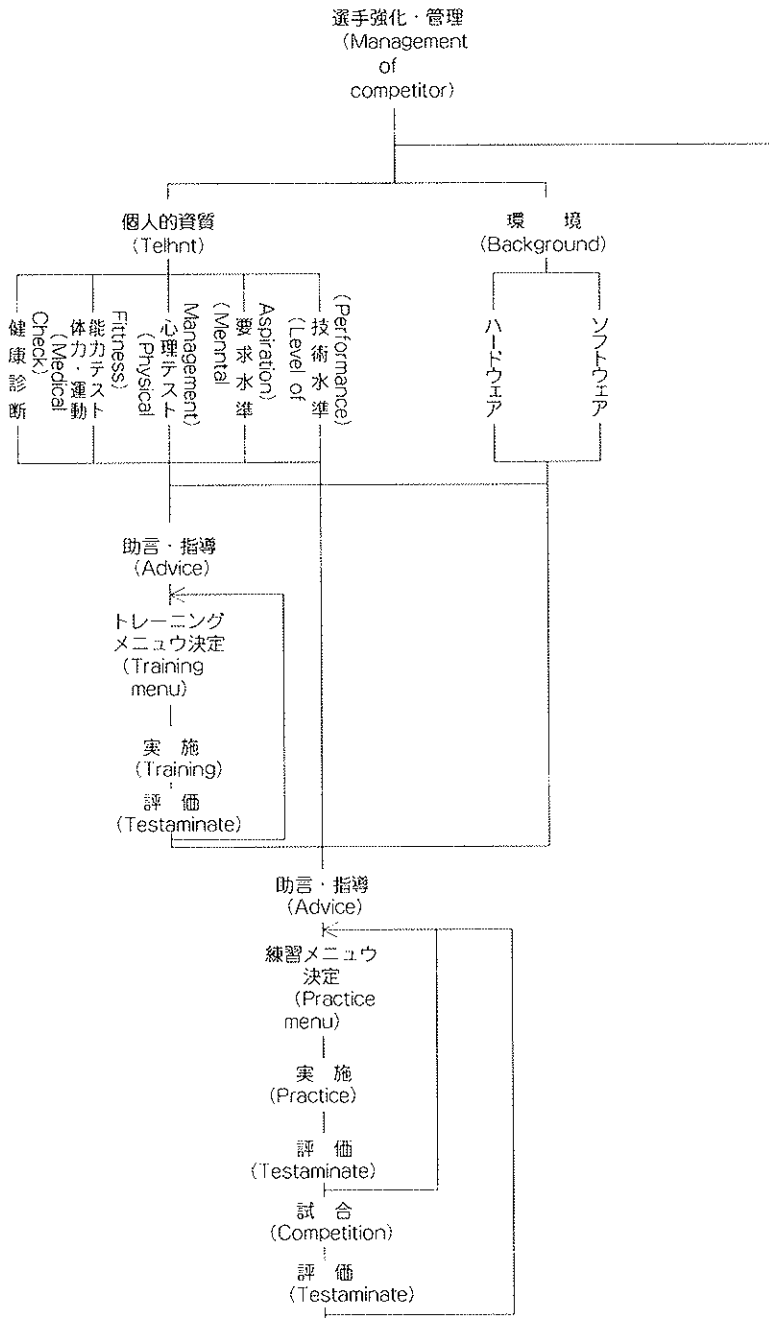 選手強化・管理
(Management
of
competitor)
個人的資質
(Telhnt)
環　境
(Background)
健康診断
(Medical
Check)
体力・運動
能力テスト
(Physical
Fittness)
心理テスト
(Menntal
Management)
要求水準
(Level of
Aspiration)
技術水準
(Performance)
ハードウェア
ソフトウェア
助言・指導
(Advice)
トレーニング
メニュウ決定
(Training
menu)
実　施
(Training)
評　価
(Testaminate)
助言・指導
(Advice)
練習メニュウ
決定
(Practice
menu)
実　施
(Practice)
評　価
(Testaminate)
試　合
(Competition)
評　価
(Testaminate)